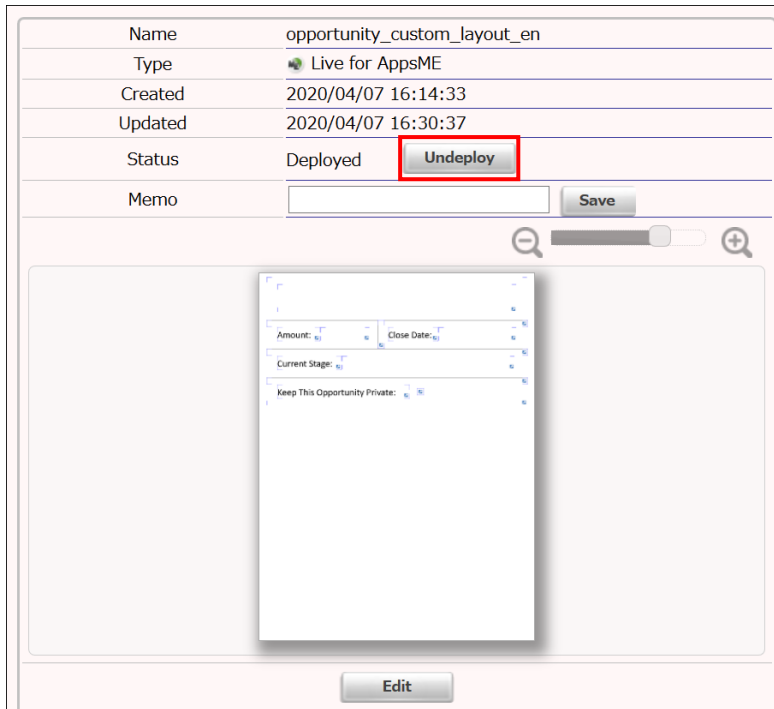 Name opportunity_custom_layout_en
Type Live for AppsME
Created 2020/04/07 16:14:33
Updated 2020/04/07 16:30:37
Status Deployed Undeploy
Memo Save
Amount: Close Date:
Current Stage:
Keep This Opportunity Private:
Edit